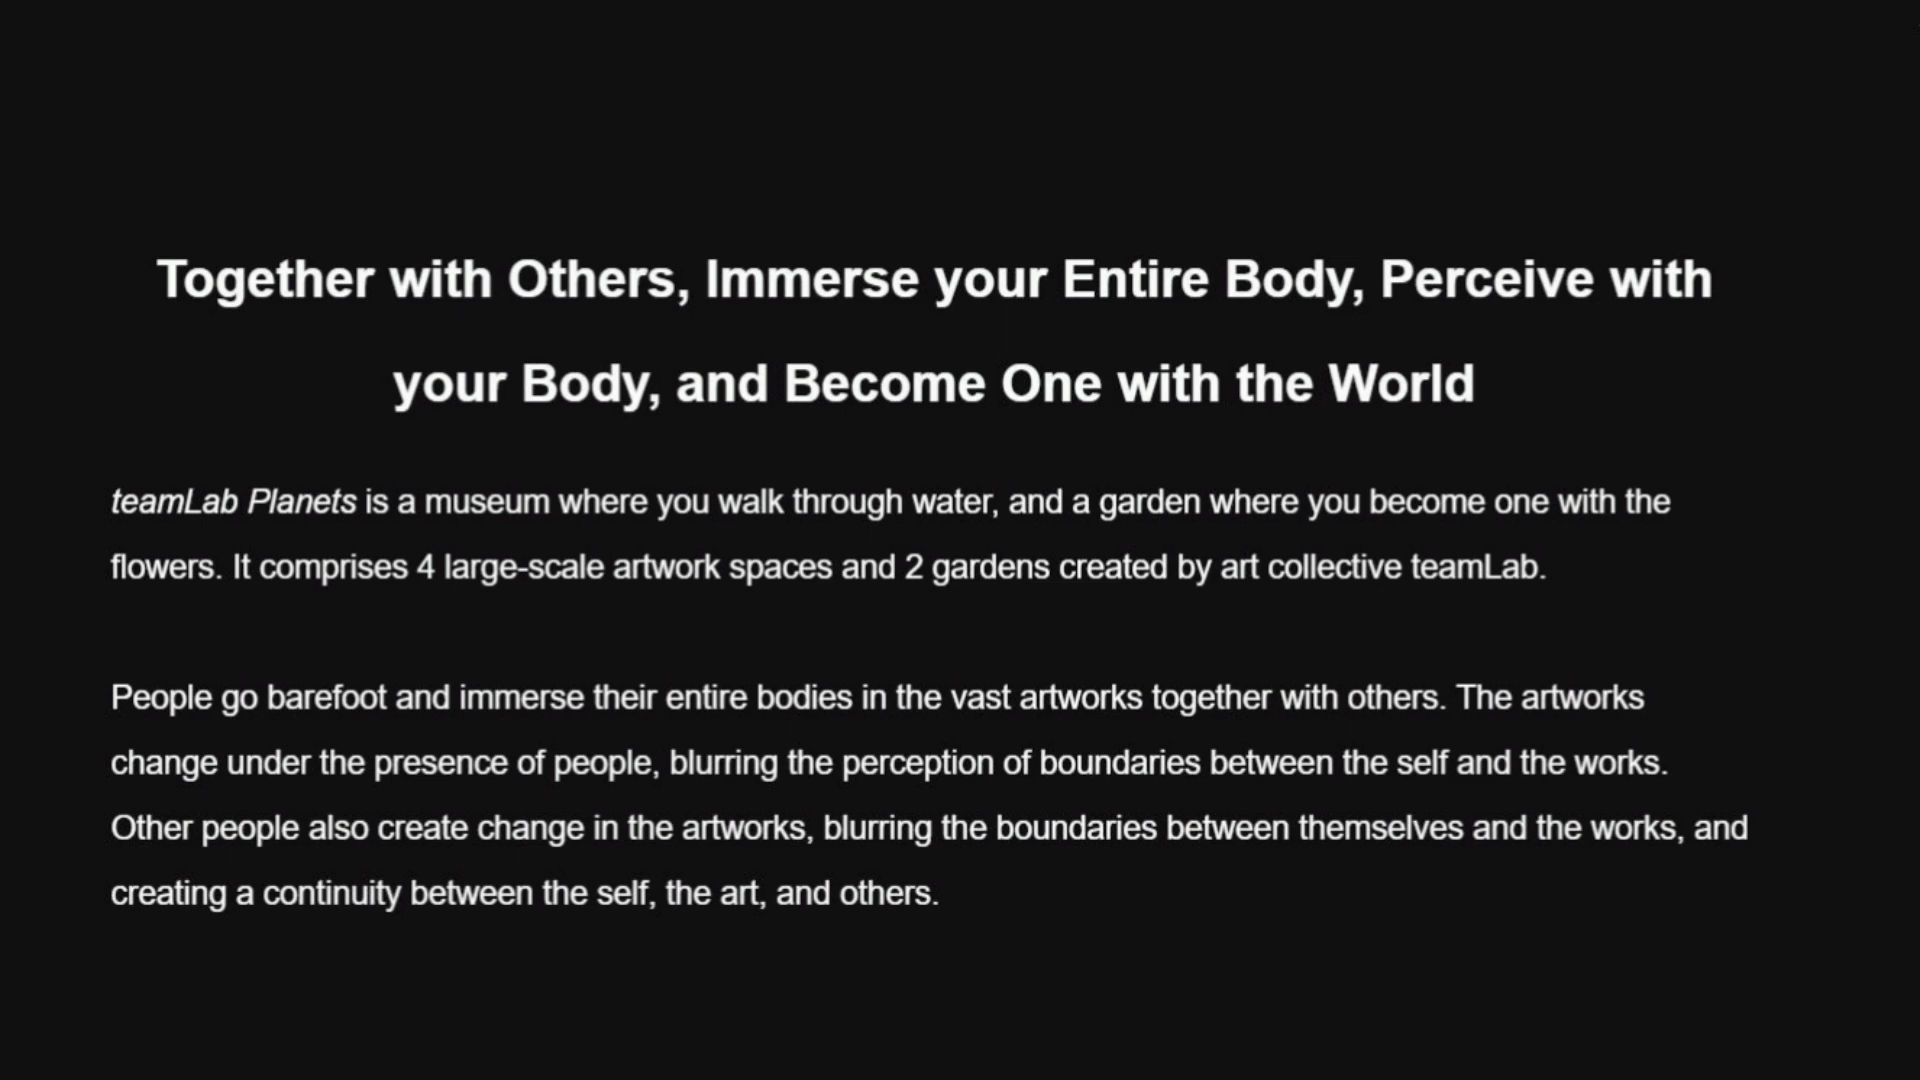 Together with Others, Immerse your Entire Body, Perceive with
your Body, and Become One with the World
teamLab Planets is a museum where you walk through water, and a garden where you become one with the
flowers. It comprises 4 large-scale artwork spaces and 2 gardens created by art collective teamLab.
People go barefoot and immerse their entire bodies in the vast artworks together with others. The artworks
change under the presence of people, blurring the perception of boundaries between the self and the works.
Other people also create change in the artworks, blurring the boundaries between themselves and the works, and
creating a continuity between the self, the art, and others.